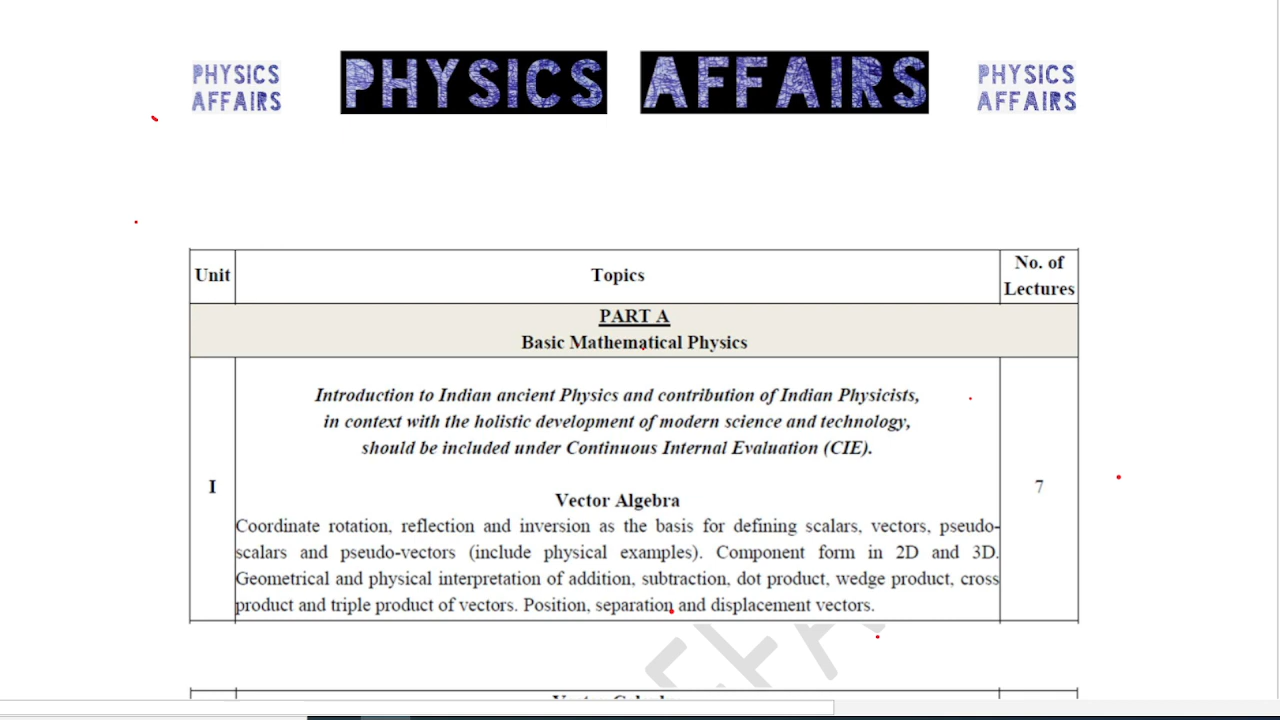 PHYSICS AFFAIRS
PHYSICS AFFAIRS
PHYSICS AFFAIRS
Unit
Topics
No. of
Lectures
PART A
Basic Mathematical Physics
Introduction to Indian ancient Physics and contribution of Indian Physicists,
in context with the holistic development of modern science and technology,
should be included under Continuous Internal Evaluation (CIE).
I
7
Vector Algebra
Coordinate rotation, reflection and inversion as the basis for defining scalars, vectors, pseudo-
scalars and pseudo-vectors (include physical examples). Component form in 2D and 3D.
Geometrical and physical interpretation of addition, subtraction, dot product, wedge product, cross
product and triple product of vectors. Position, separation and displacement vectors.